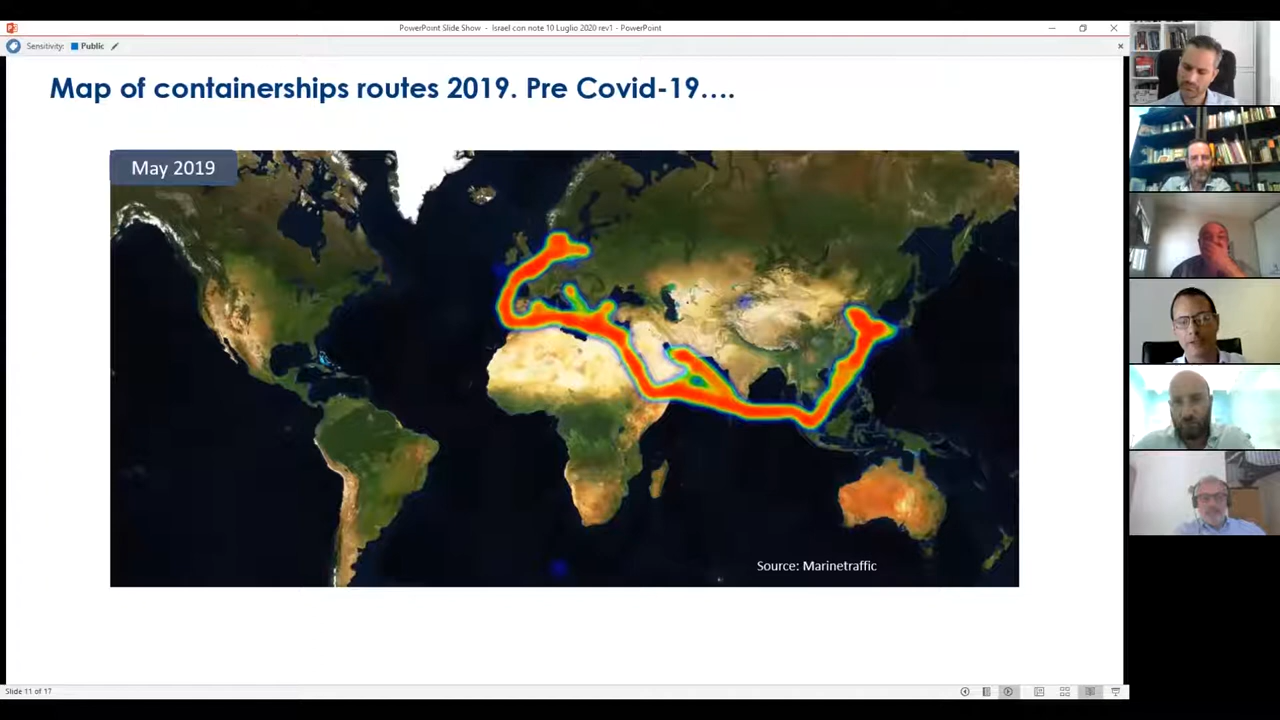 PowerPoint Slide Show - Israel con note 10 Luglio 2020 rev1 - PowerPoint
Sensitivity: Public
Map of containerships routes 2019. Pre Covid-19....
May 2019
Source: Marinetraffic
Slide 11 of 17